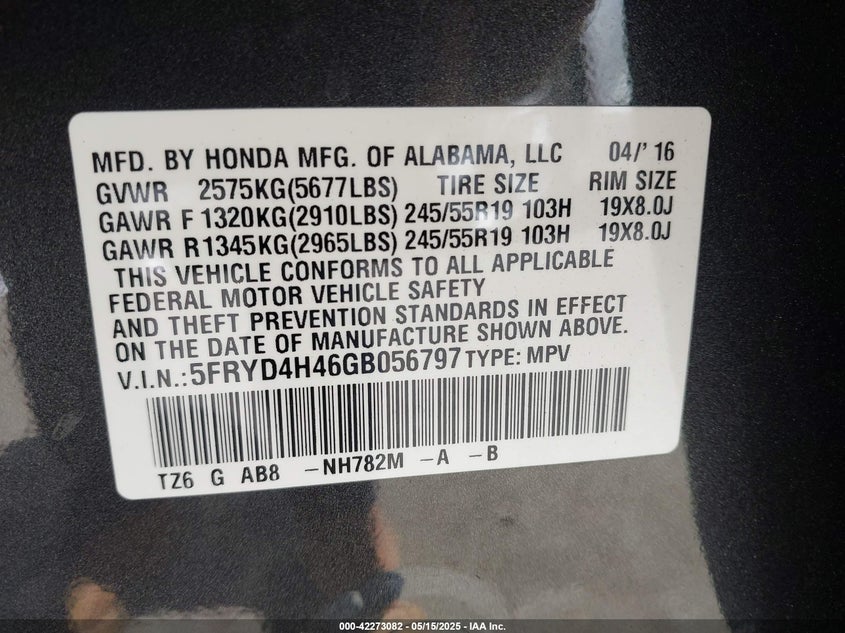 MFD. BY HONDA MFG. OF ALABAMA, LLC 04/'16
GVWR 2575KG(5677LBS) TIRE SIZE RIM SIZE
GAWR F 1320KG(2910LBS) 245/55R19 103H 19X8.0J
GAWR R1345KG(2965LBS) 245/55R19 103H 19X8.0J
THIS VEHICLE CONFORMS TO ALL APPLICABLE
FEDERAL MOTOR VEHICLE SAFETY
AND THEFT PREVENTION STANDARDS IN EFFECT
ON THE DATE OF MANUFACTURE SHOWN ABOVE.
V.I.N.:5FRYD4H46GB056797 TYPE: MPV
TZ6 G AB8 -NH782M -A -B
000-42273082 - 05/15/2025 - IAA Inc.